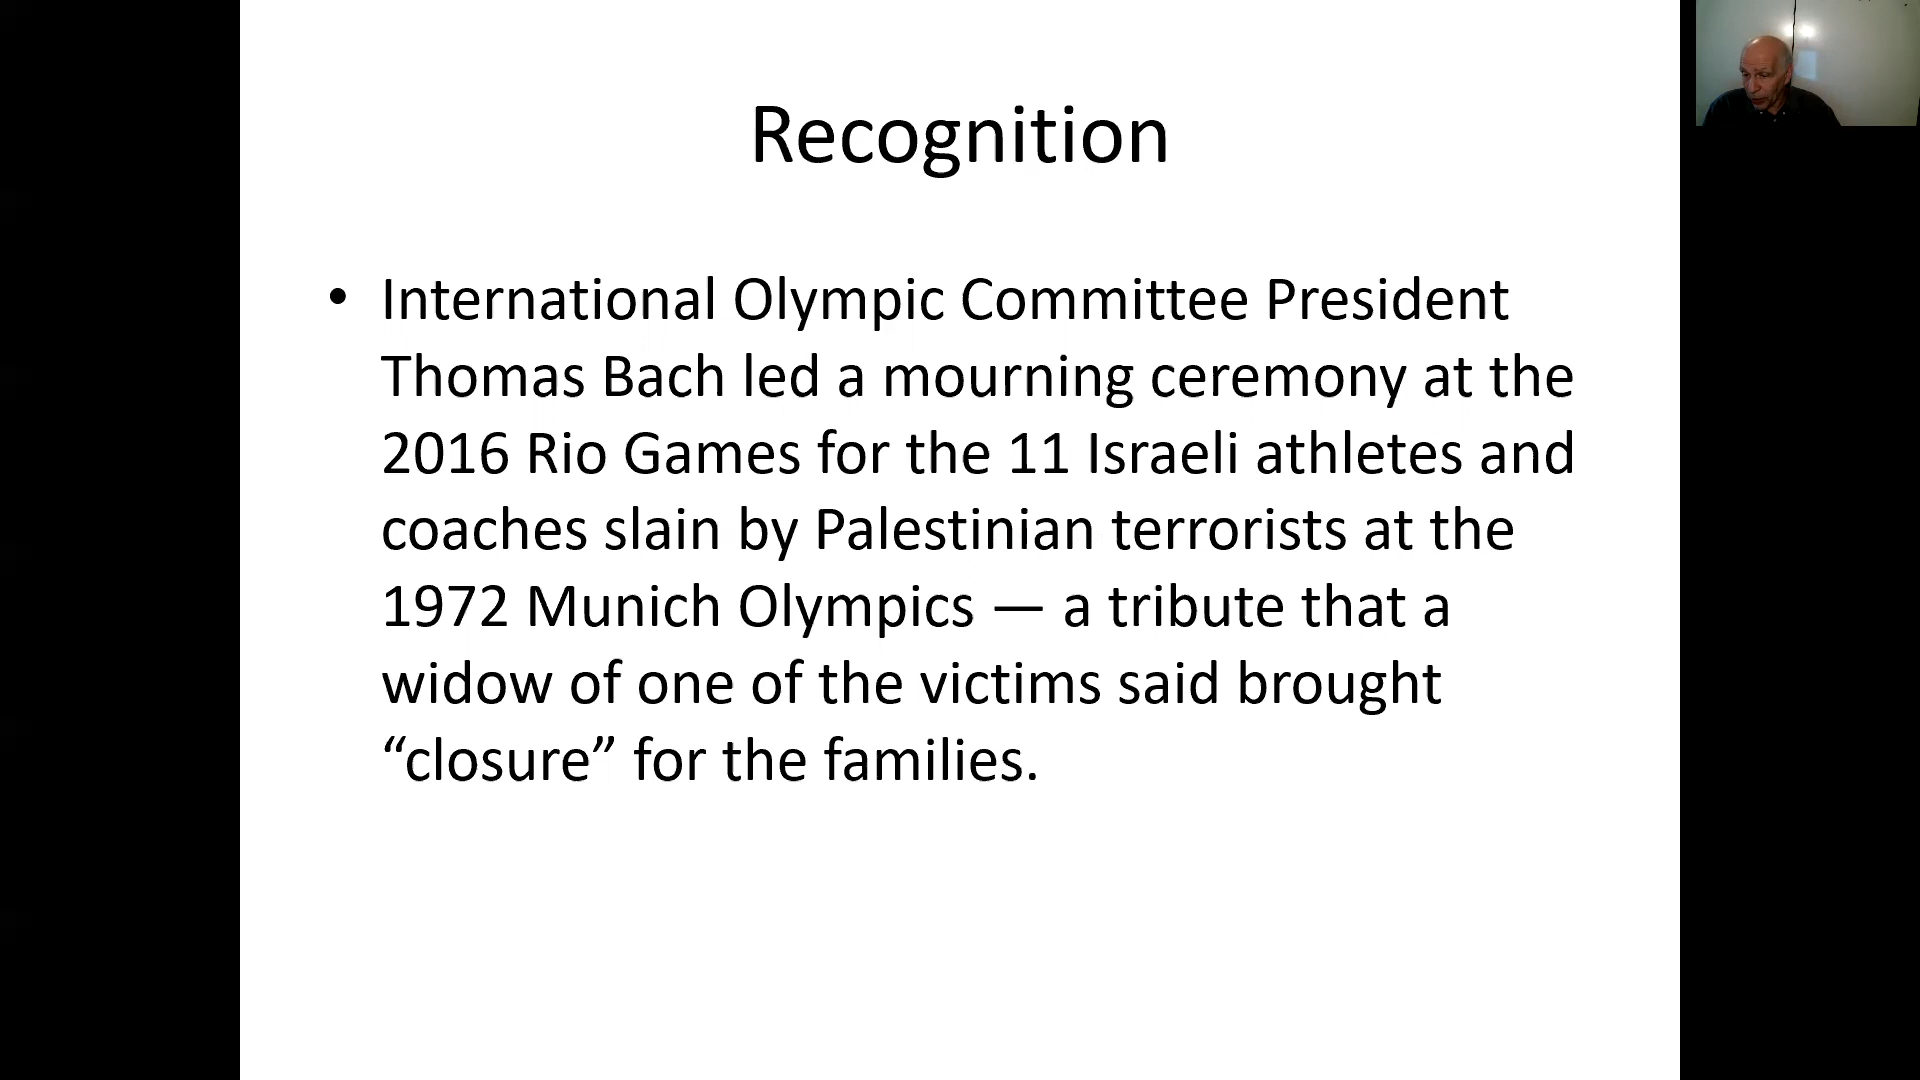 Recognition
• International Olympic Committee President
Thomas Bach led a mourning ceremony at the
2016 Rio Games for the 11 Israeli athletes and
coaches slain by Palestinian terrorists at the
1972 Munich Olympics — a tribute that a
widow of one of the victims said brought
“closure” for the families.